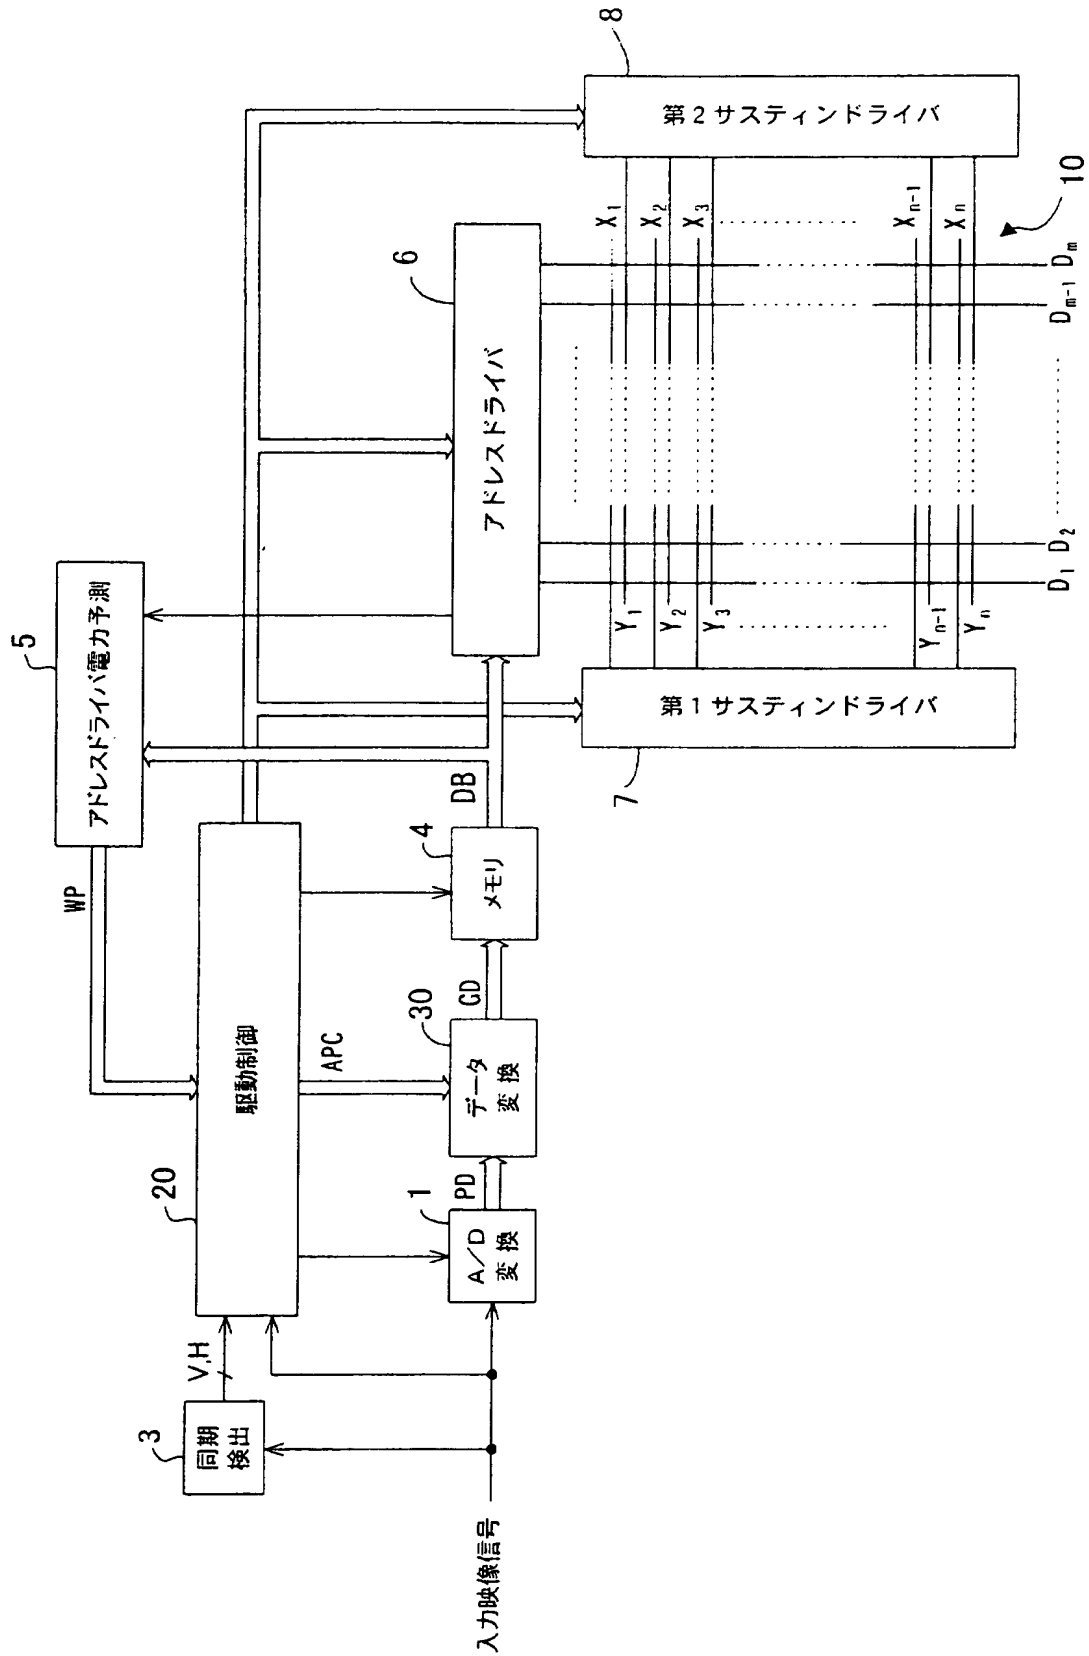 5
アドレスドライバ電力予測
WP
20
駆動制御
3
同期
検出
V,H
APC
入力映像信号
1
A/D
変換
PD
30
データ
変換
GD
4
メモリ
DB
6
アドレスドライバ
7
第1サスティンドライバ
8
第2サスティンドライバ
X1
X2
X3
Xn-1
Xn
Y1
Y2
Y3
Yn-1
Yn
D1 D2
Dm-1 Dm
10